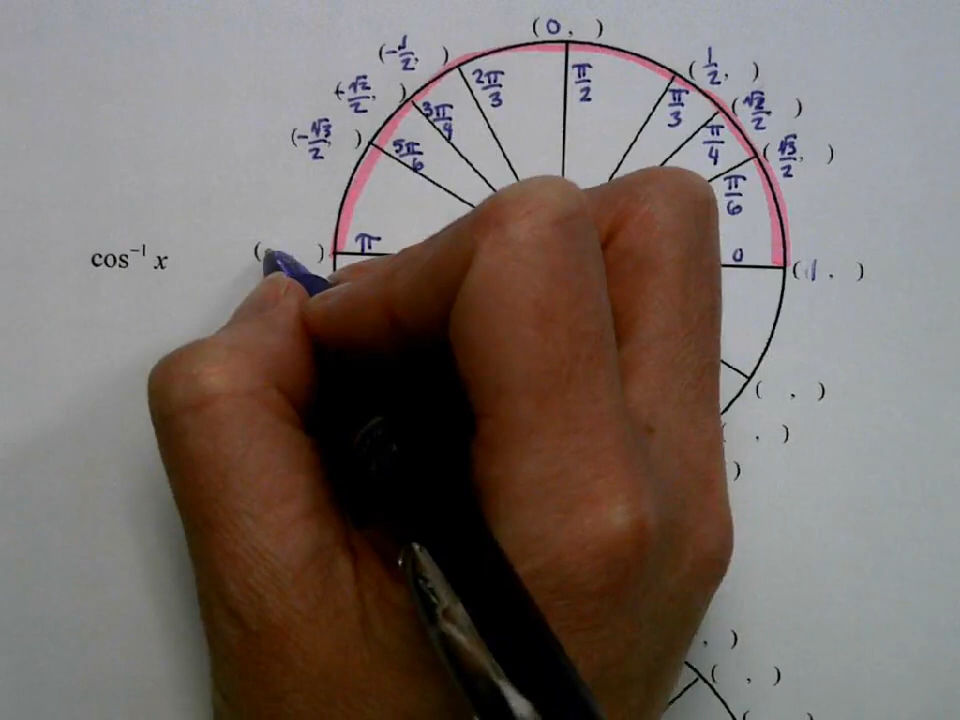 (0, )
(-1/2, )
(1/2, )
2π/3
π/2
π/3
(-√2/2, )
(√2/2 )
3π/4
π/4
(-√3/2, )
(√3/2, )
5π/6
π/6
cos⁻¹ x
( )
π
0
(1, )
( , )
( , )
)
, )
( , )
(